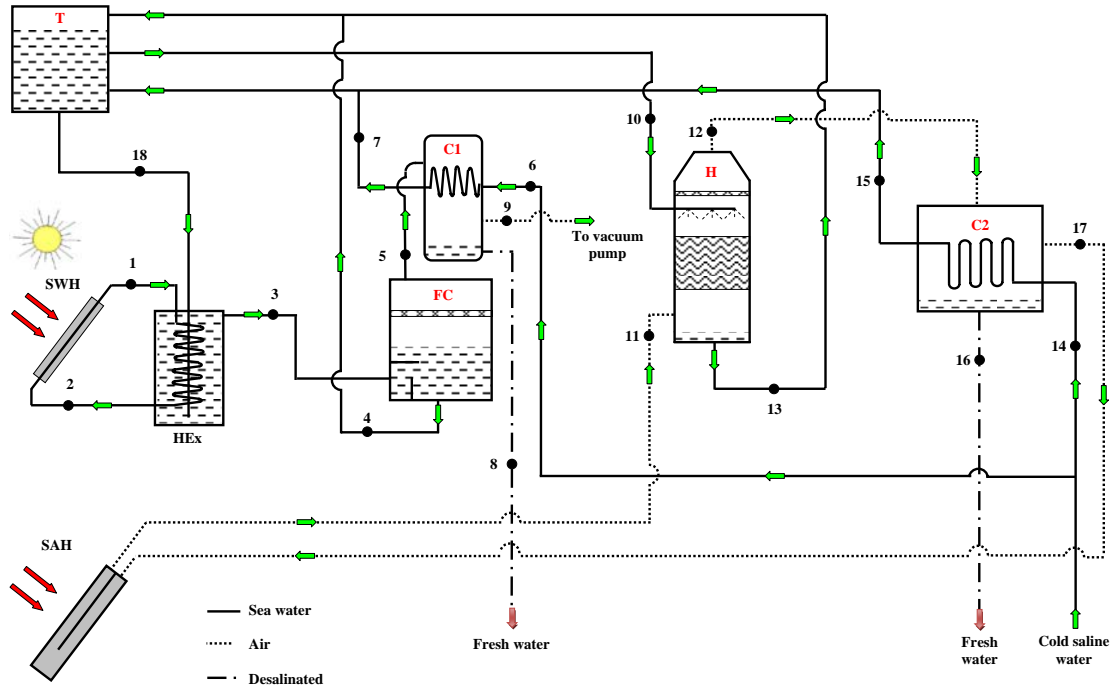 T
10
12
7
C1
6
H
18
15
9
C2
17
To vacuum
pump
1
5
SWH
3
FC
11
14
16
2
13
4
HEx
8
SAH
Sea water
Air
Desalinated
Fresh water
Fresh
water
Cold saline
water